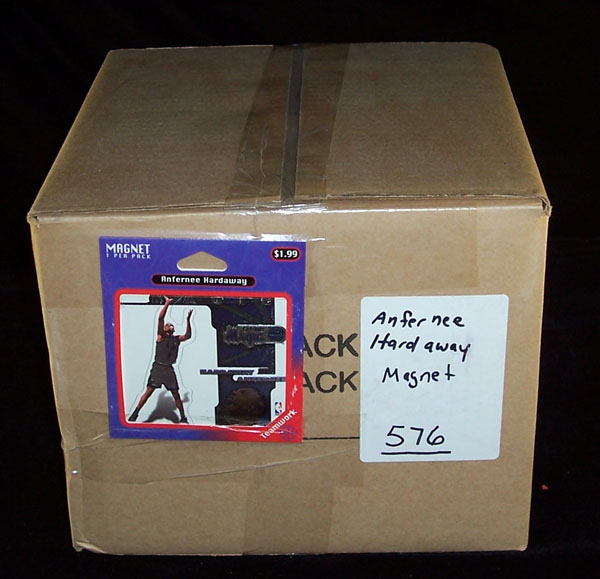 MAGNET
1 PER PACK
$1.99
Anfernee Hardaway
Teamwork
ACK
ACK
Anfernee
Hardaway
Magnet
576